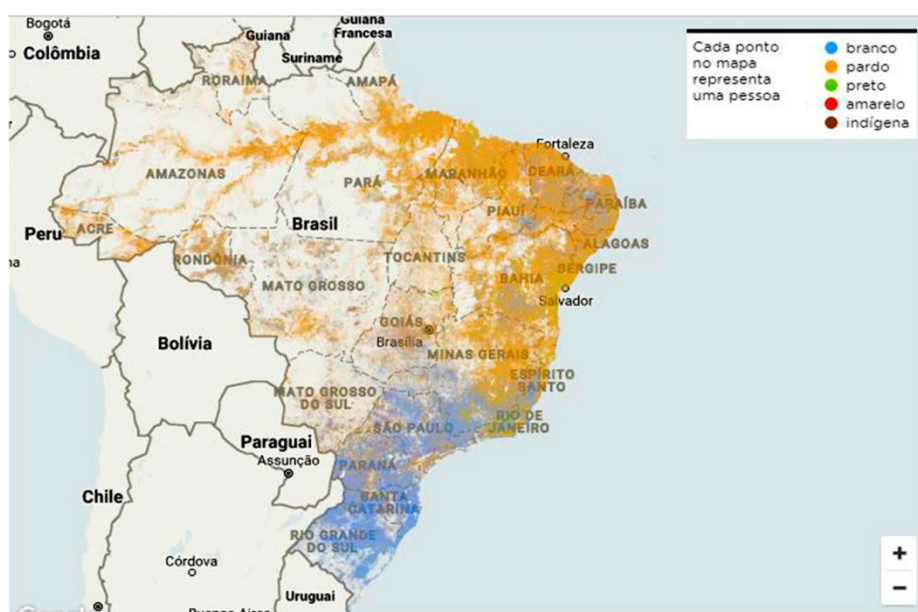 Bogotá
Colômbia
Guiana
Guiana
Francesa
Suriname
RORAIMA
AMAPÁ
Cada ponto
no mapa
representa
uma pessoa
branco
pardo
preto
amarelo
indígena
Fortaleza
AMAZONAS
PARÁ
MARANHÃO
CEARÁ
PARAÍBA
PIAUÍ
Brasil
Peru
ACRE
RONDÔNIA
TOCANTINS
ALAGOAS
SERGIPE
BAHIA
MATO GROSSO
Salvador
GOIÁS
Brasília
Bolívia
MINAS GERAIS
ESPÍRITO
SANTO
MATO GROSSO
DO SUL
SÃO PAULO
RIO DE
JANEIRO
Paraguai
Assunção
PARANÁ
Chile
SANTA
CATARINA
RIO GRANDE
DO SUL
Córdova
Uruguai
+
−